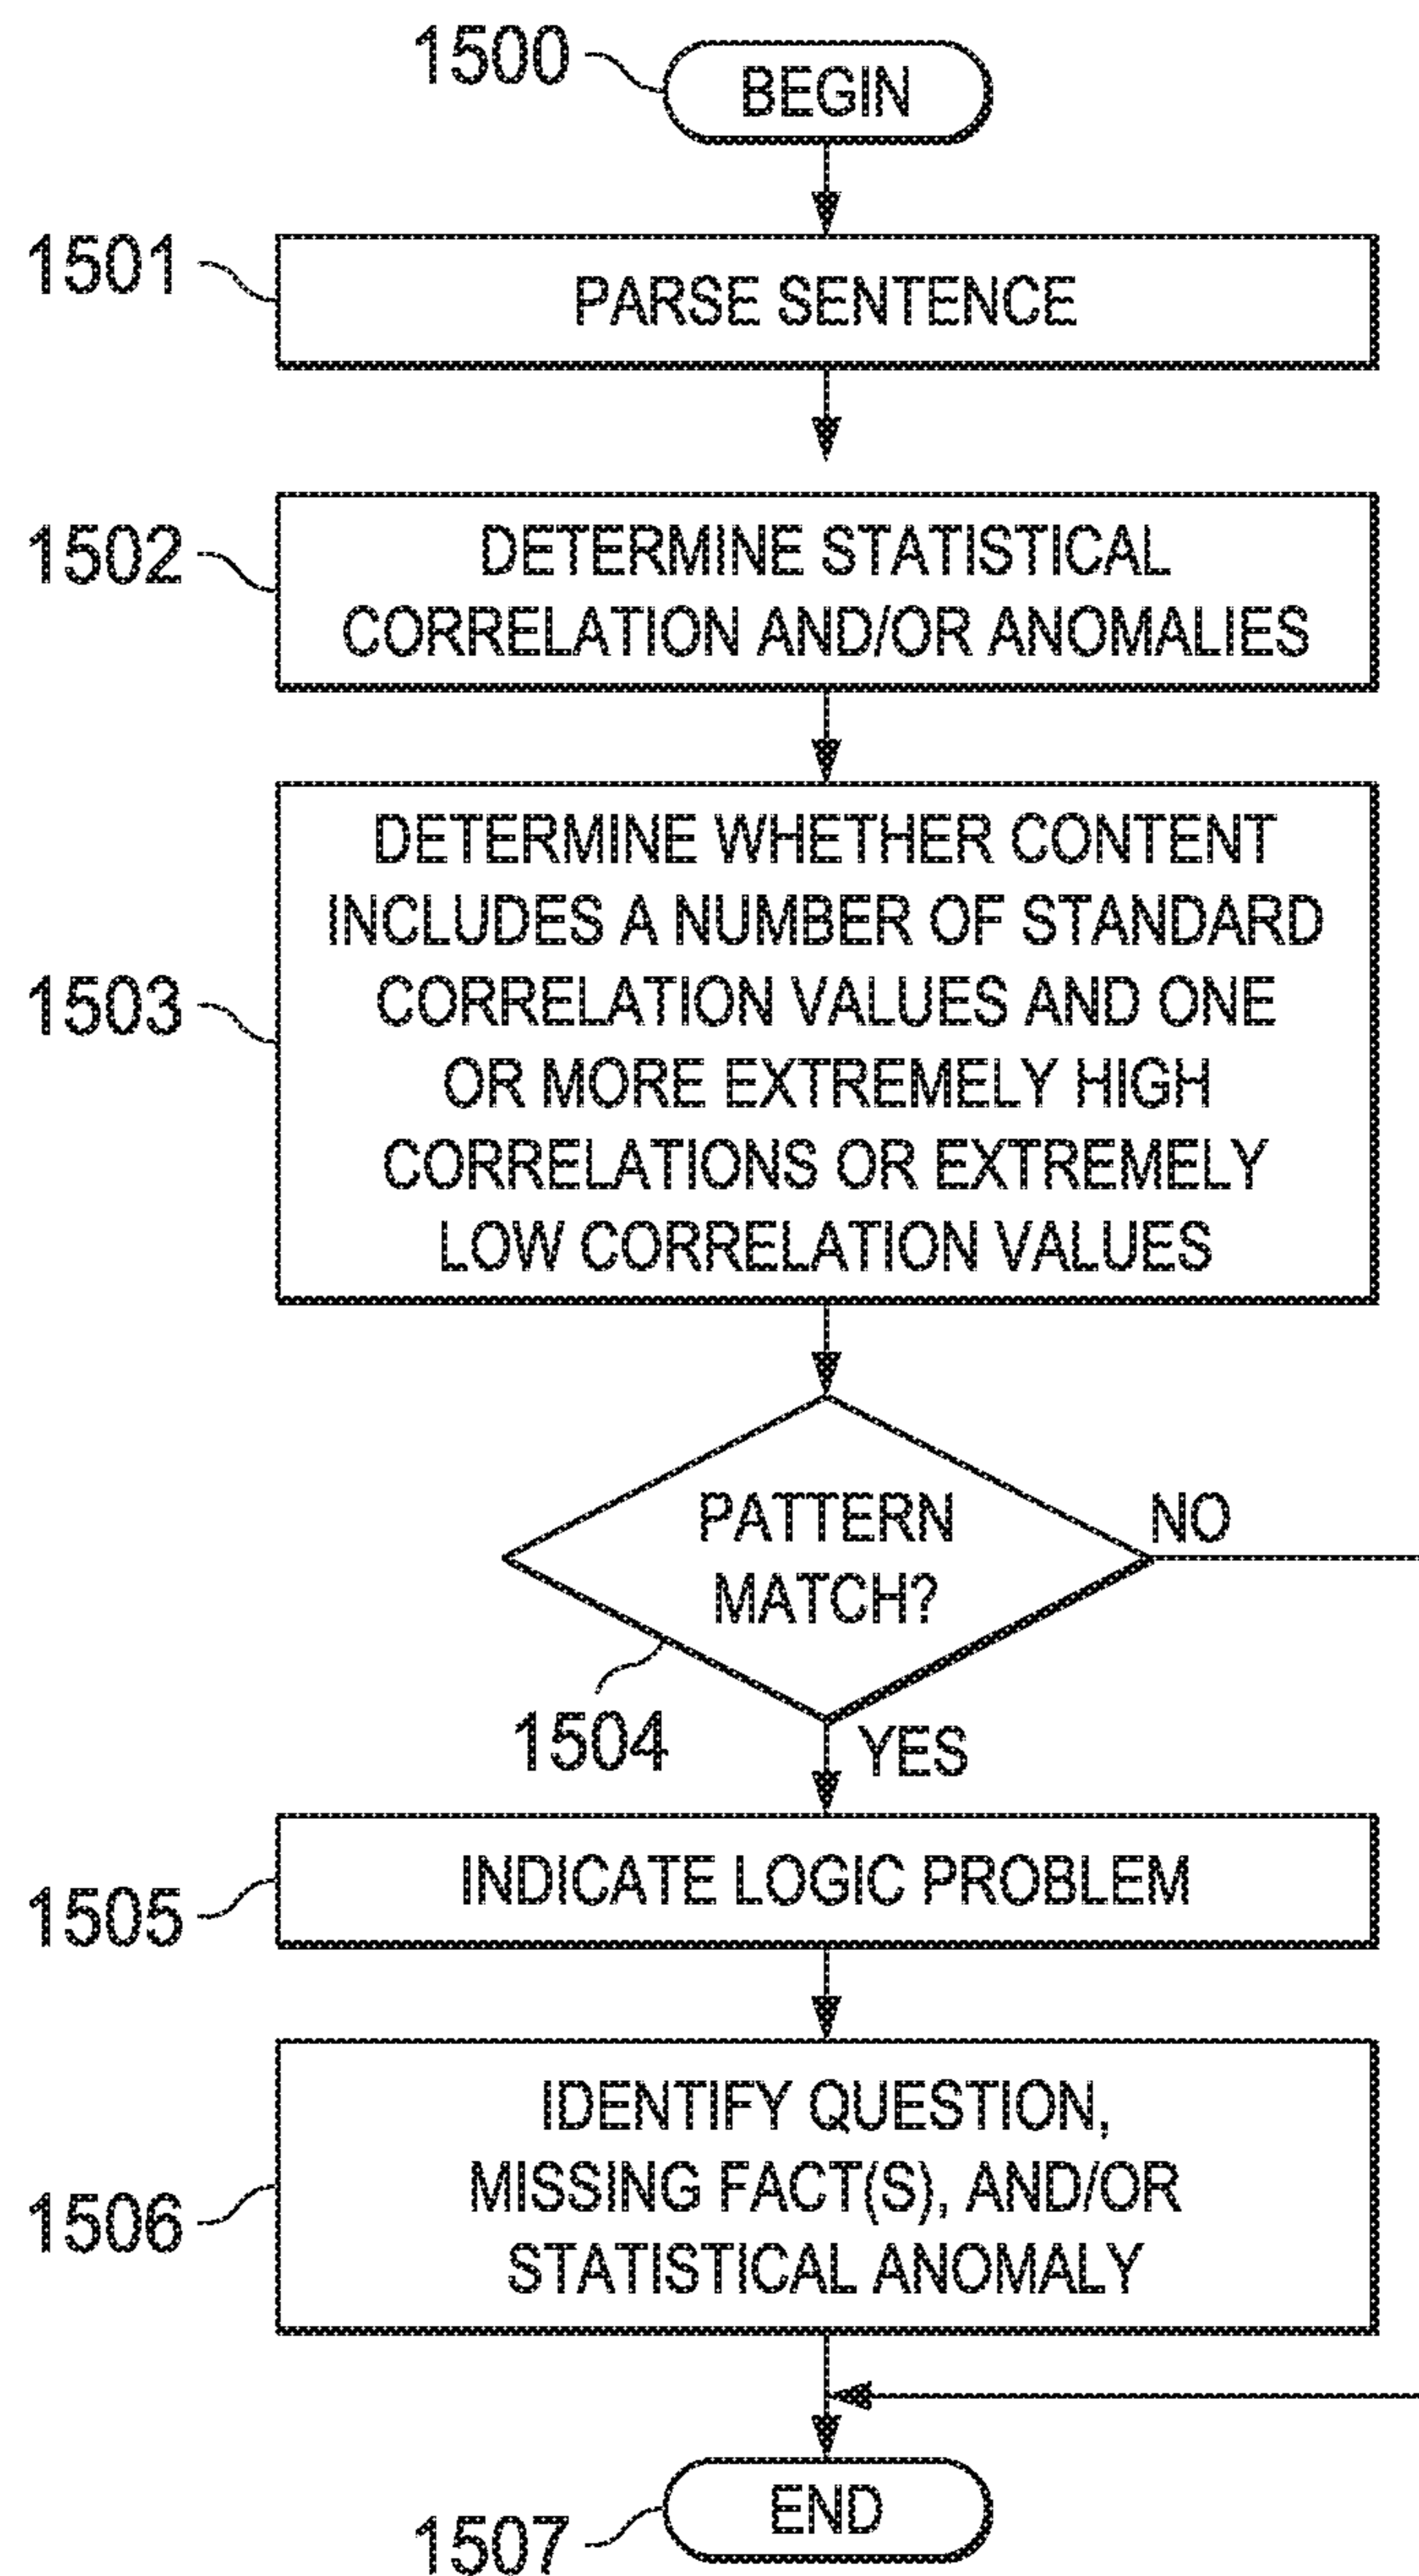 1500
BEGIN
1501
PARSE SENTENCE
1502
DETERMINE STATISTICAL
CORRELATION AND/OR ANOMALIES
1503
DETERMINE WHETHER CONTENT
INCLUDES A NUMBER OF STANDARD
CORRELATION VALUES AND ONE
OR MORE EXTREMELY HIGH
CORRELATIONS OR EXTREMELY
LOW CORRELATION VALUES
PATTERN
MATCH?
NO
1504
YES
1505
INDICATE LOGIC PROBLEM
1506
IDENTIFY QUESTION,
MISSING FACT(S), AND/OR
STATISTICAL ANOMALY
1507
END